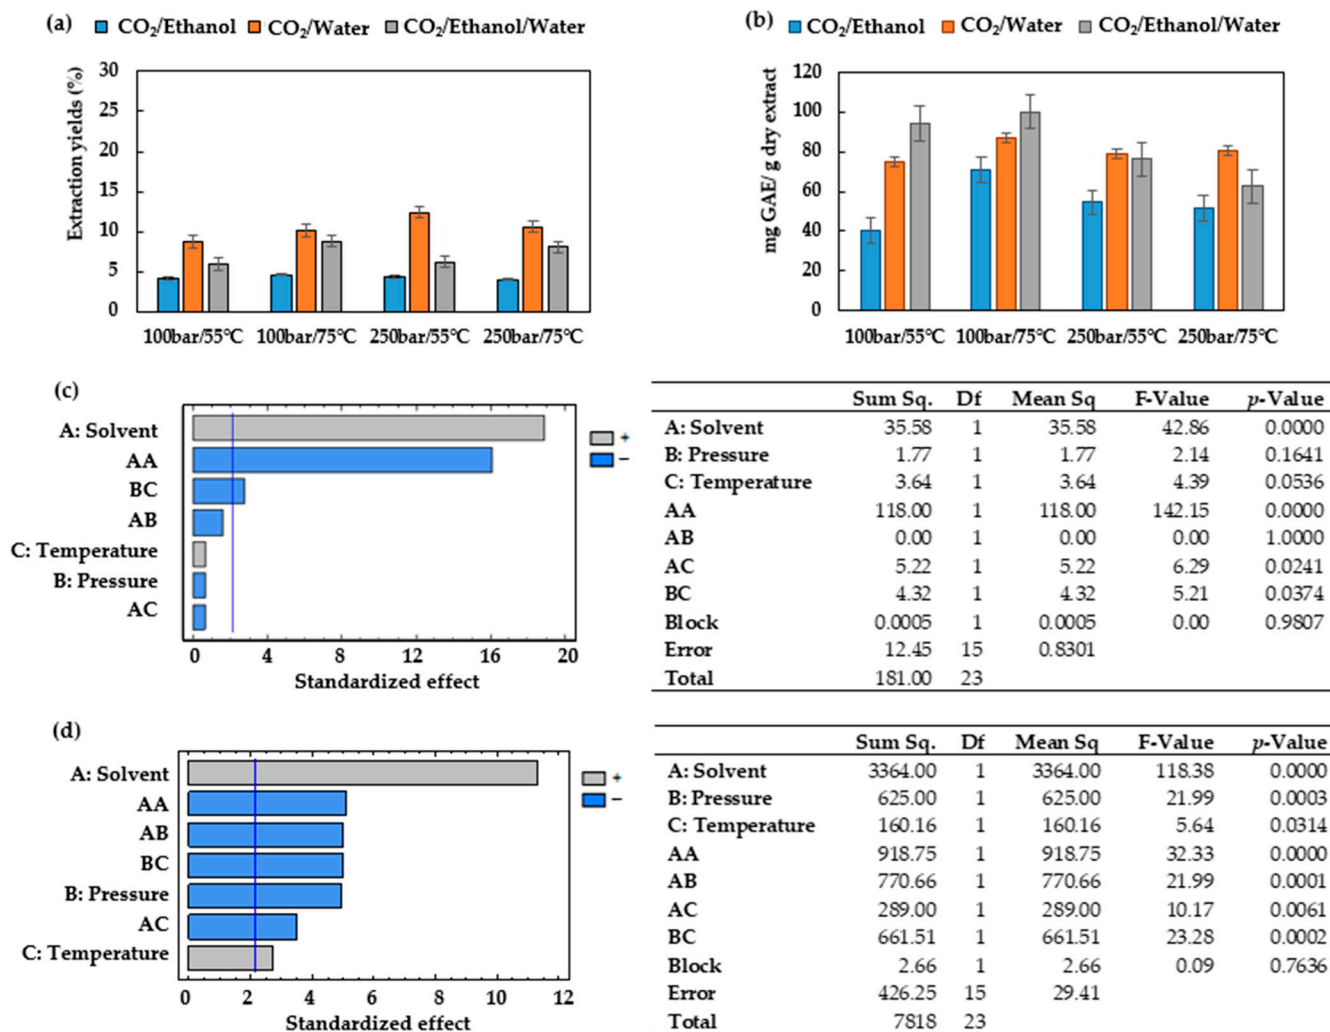 (a) CO₂/Ethanol CO₂/Water CO₂/Ethanol/Water
Extraction yields (%)
30
25
20
15
10
5
0
100bar/55°C 100bar/75°C 250bar/55°C 250bar/75°C
(b) CO₂/Ethanol CO₂/Water CO₂/Ethanol/Water
mg GAE/ g dry extract
120
100
80
60
40
20
0
100bar/55°C 100bar/75°C 250bar/55°C 250bar/75°C
(c)
A: Solvent
AA
BC
AB
C: Temperature
B: Pressure
AC
+
−
0 4 8 12 16 20
Standardized effect
Sum Sq. Df Mean Sq F-Value p-Value
A: Solvent 35.58 1 35.58 42.86 0.0000
B: Pressure 1.77 1 1.77 2.14 0.1641
C: Temperature 3.64 1 3.64 4.39 0.0536
AA 118.00 1 118.00 142.15 0.0000
AB 0.00 1 0.00 0.00 1.0000
AC 5.22 1 5.22 6.29 0.0241
BC 4.32 1 4.32 5.21 0.0374
Block 0.0005 1 0.0005 0.00 0.9807
Error 12.45 15 0.8301
Total 181.00 23
(d)
A: Solvent
AA
AB
BC
B: Pressure
AC
C: Temperature
+
−
0 2 4 6 8 10 12
Standardized effect
Sum Sq. Df Mean Sq F-Value p-Value
A: Solvent 3364.00 1 3364.00 118.38 0.0000
B: Pressure 625.00 1 625.00 21.99 0.0003
C: Temperature 160.16 1 160.16 5.64 0.0314
AA 918.75 1 918.75 32.33 0.0000
AB 770.66 1 770.66 21.99 0.0001
AC 289.00 1 289.00 10.17 0.0061
BC 661.51 1 661.51 23.28 0.0002
Block 2.66 1 2.66 0.09 0.7636
Error 426.25 15 29.41
Total 7818 23